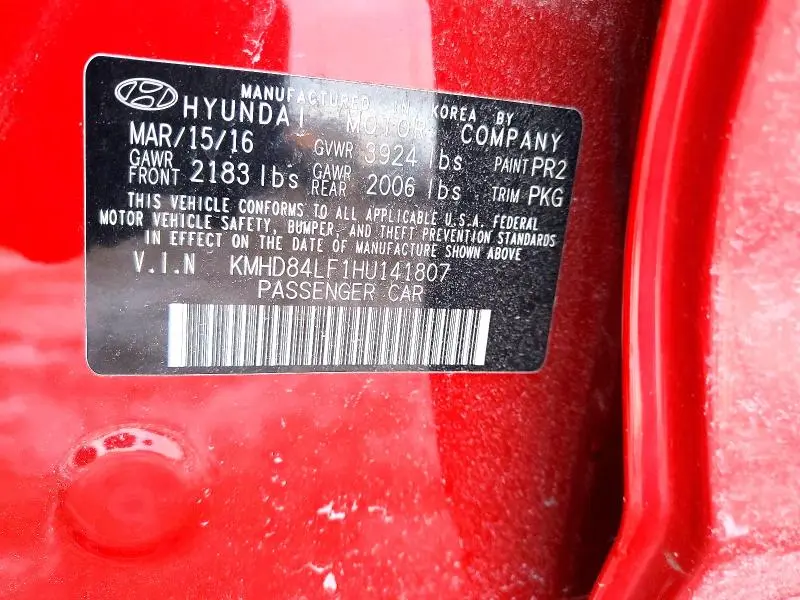 MANUFACTURED IN KOREA BY
HYUNDAI MOTOR COMPANY
MAR/15/16 GVWR 3924 lbs PAINT PR2
GAWR FRONT 2183 lbs GAWR REAR 2006 lbs TRIM PKG
THIS VEHICLE CONFORMS TO ALL APPLICABLE U.S.A. FEDERAL
MOTOR VEHICLE SAFETY, BUMPER, AND THEFT PREVENTION STANDARDS
IN EFFECT ON THE DATE OF MANUFACTURE SHOWN ABOVE
V.I.N KMHD84LF1HU141807
PASSENGER CAR